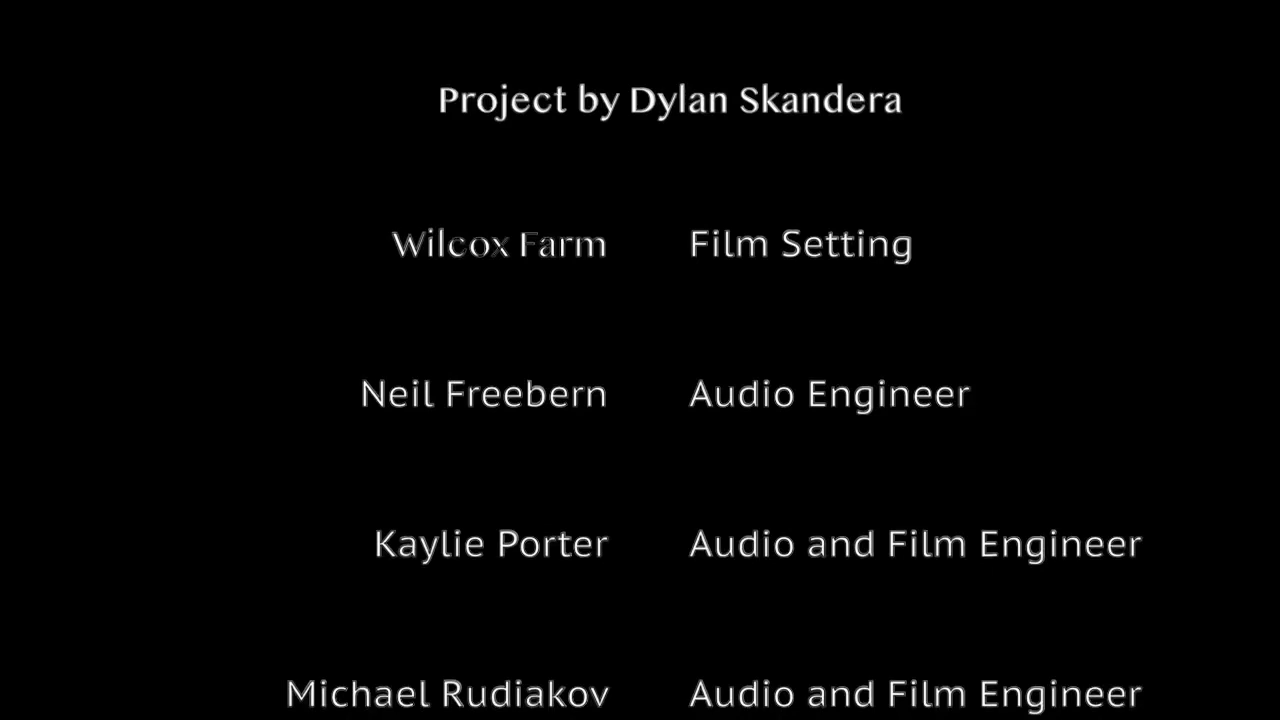 Project by Dylan Skandera
Wilcox Farm Film Setting
Neil Freebern Audio Engineer
Kaylie Porter Audio and Film Engineer
Michael Rudiakov Audio and Film Engineer